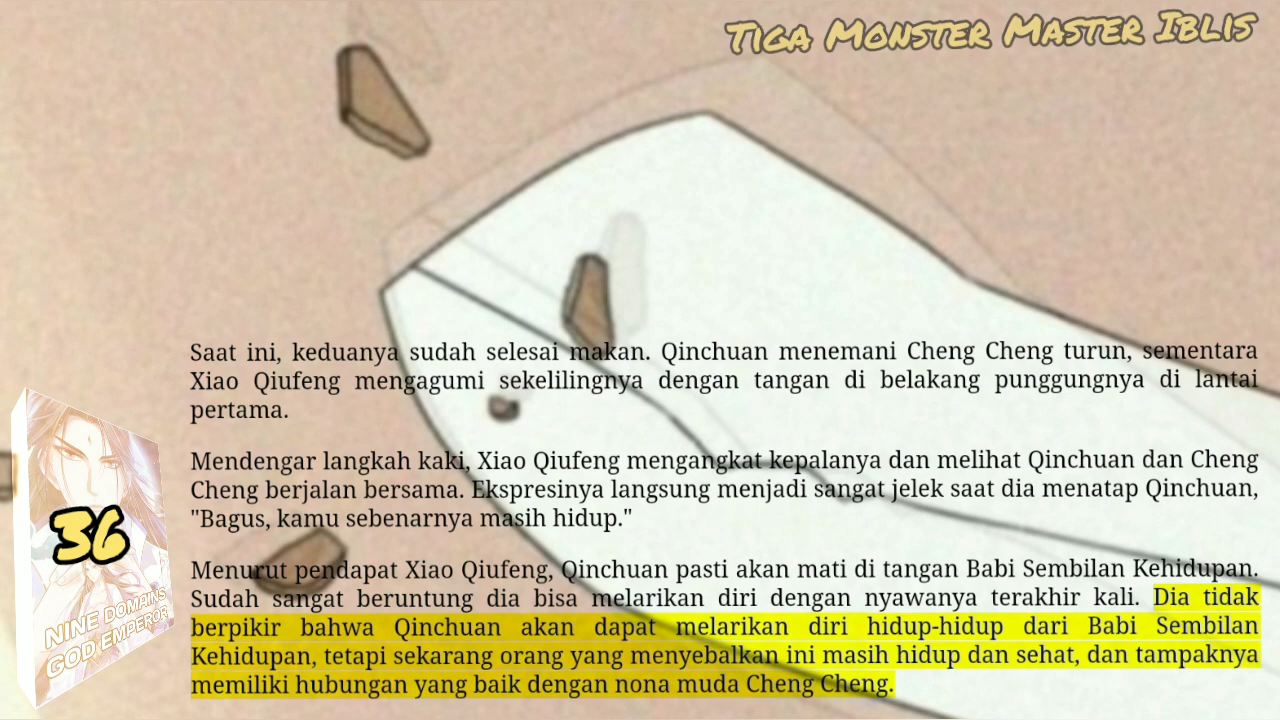 Tiga Monster Master Iblis
Saat ini, keduanya sudah selesai makan. Qinchuan menemani Cheng Cheng turun, sementara
Xiao Qiufeng mengagumi sekelilingnya dengan tangan di belakang punggungnya di lantai
pertama.
Mendengar langkah kaki, Xiao Qiufeng mengangkat kepalanya dan melihat Qinchuan dan Cheng
Cheng berjalan bersama. Ekspresinya langsung menjadi sangat jelek saat dia menatap Qinchuan,
"Bagus, kamu sebenarnya masih hidup."
Menurut pendapat Xiao Qiufeng, Qinchuan pasti akan mati di tangan Babi Sembilan Kehidupan.
Sudah sangat beruntung dia bisa melarikan diri dengan nyawanya terakhir kali. Dia tidak
berpikir bahwa Qinchuan akan dapat melarikan diri hidup-hidup dari Babi Sembilan
Kehidupan, tetapi sekarang orang yang menyebalkan ini masih hidup dan sehat, dan tampaknya
memiliki hubungan yang baik dengan nona muda Cheng Cheng.
36
NINE DOMAINS
GOD EMPEROR